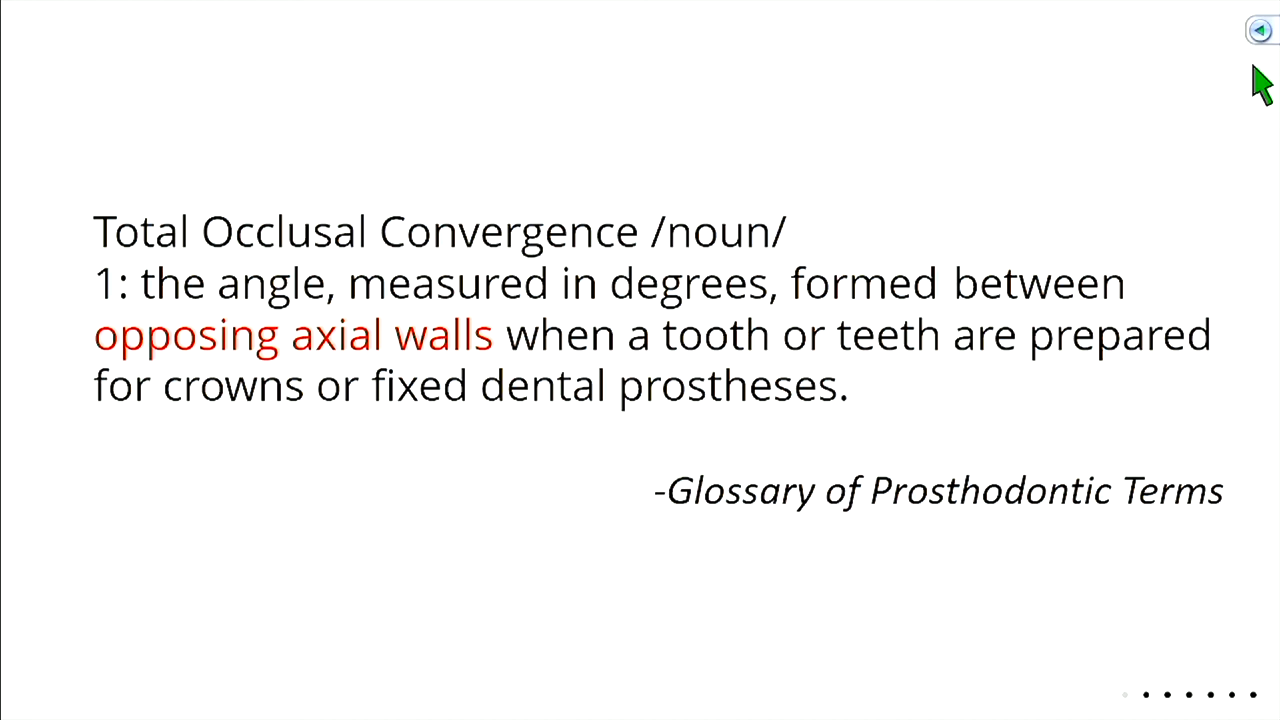 Total Occlusal Convergence /noun/
1: the angle, measured in degrees, formed between
opposing axial walls when a tooth or teeth are prepared
for crowns or fixed dental prostheses.
-Glossary of Prosthodontic Terms